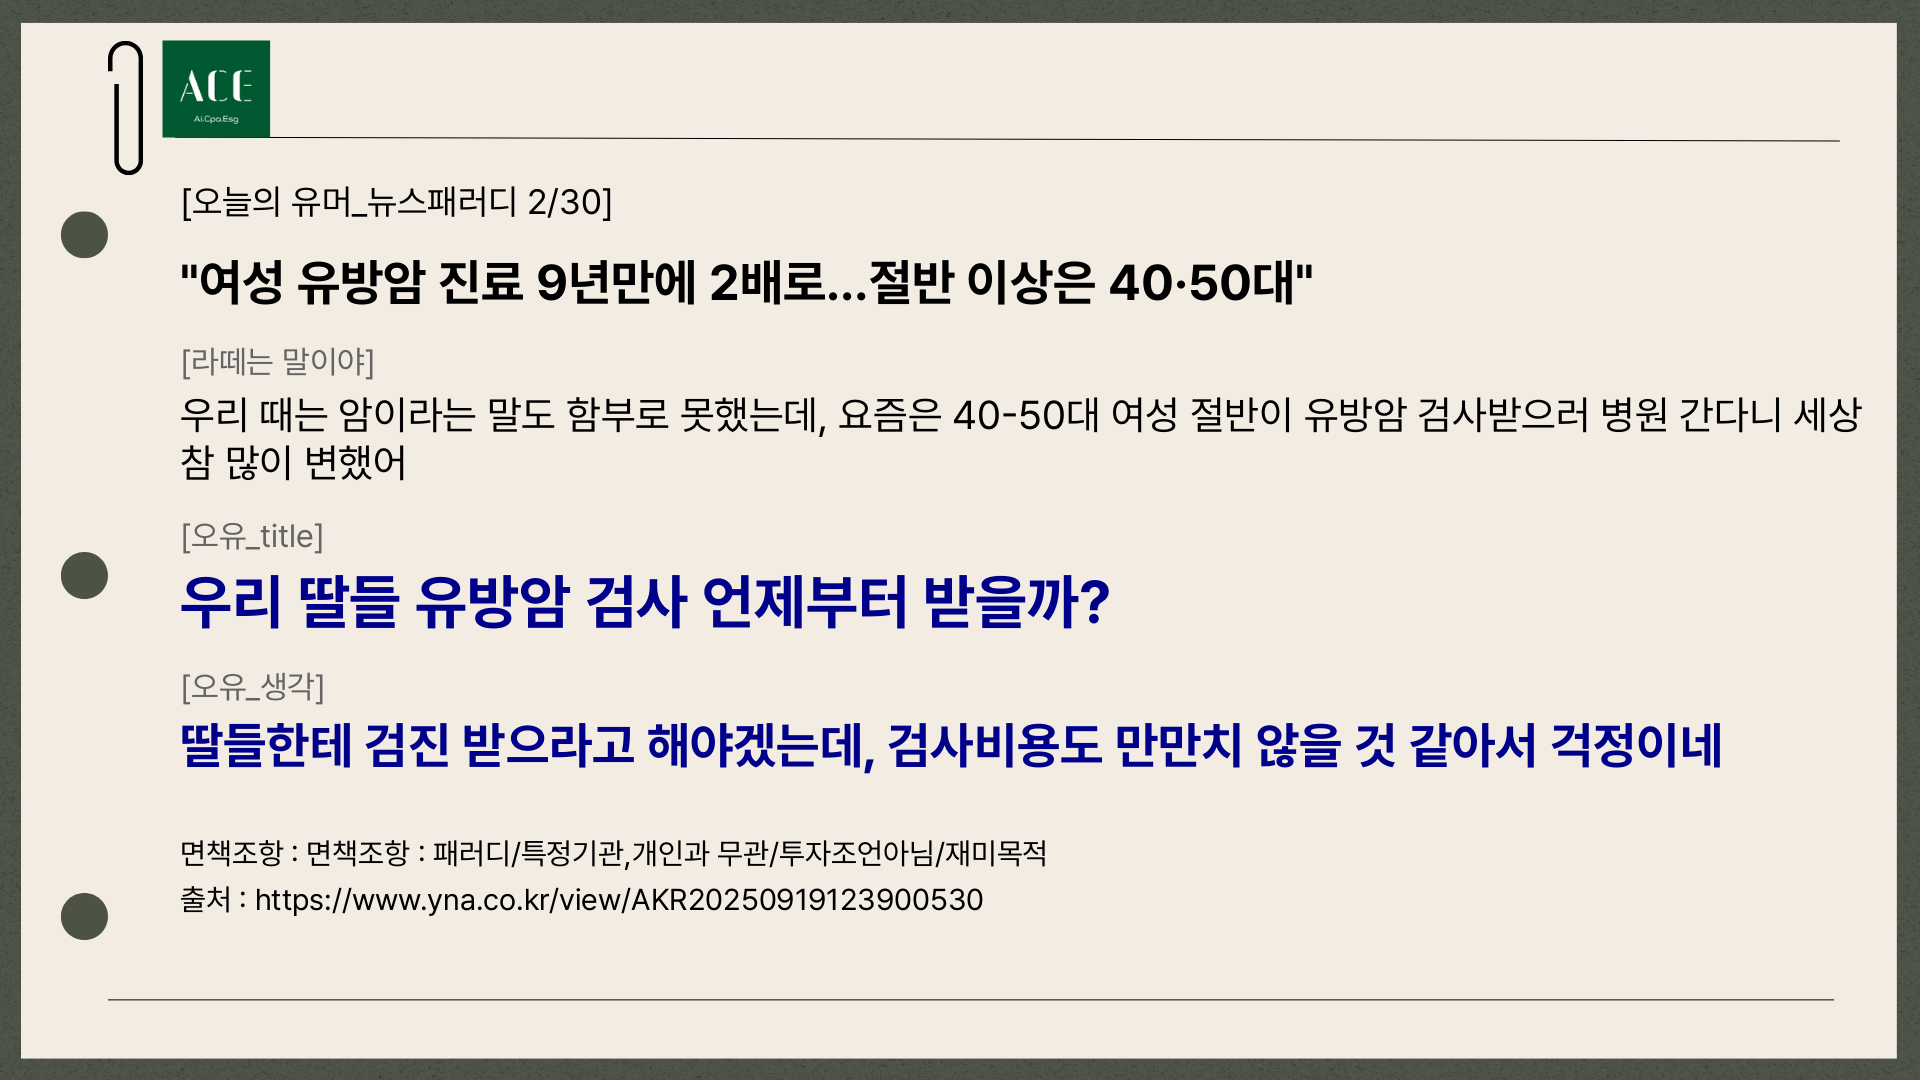 ACE
Ai.Cpa.Esg
[오늘의 유머_뉴스패러디 2/30]
"여성 유방암 진료 9년만에 2배로...절반 이상은 40·50대"
[라떼는 말이야]
우리 때는 암이라는 말도 함부로 못했는데, 요즘은 40-50대 여성 절반이 유방암 검사받으러 병원 간다니 세상
참 많이 변했어
[오유_title]
우리 딸들 유방암 검사 언제부터 받을까?
[오유_생각]
딸들한테 검진 받으라고 해야겠는데, 검사비용도 만만치 않을 것 같아서 걱정이네
면책조항 : 면책조항 : 패러디/특정기관,개인과 무관/투자조언아님/재미목적
출처 : https://www.yna.co.kr/view/AKR20250919123900530